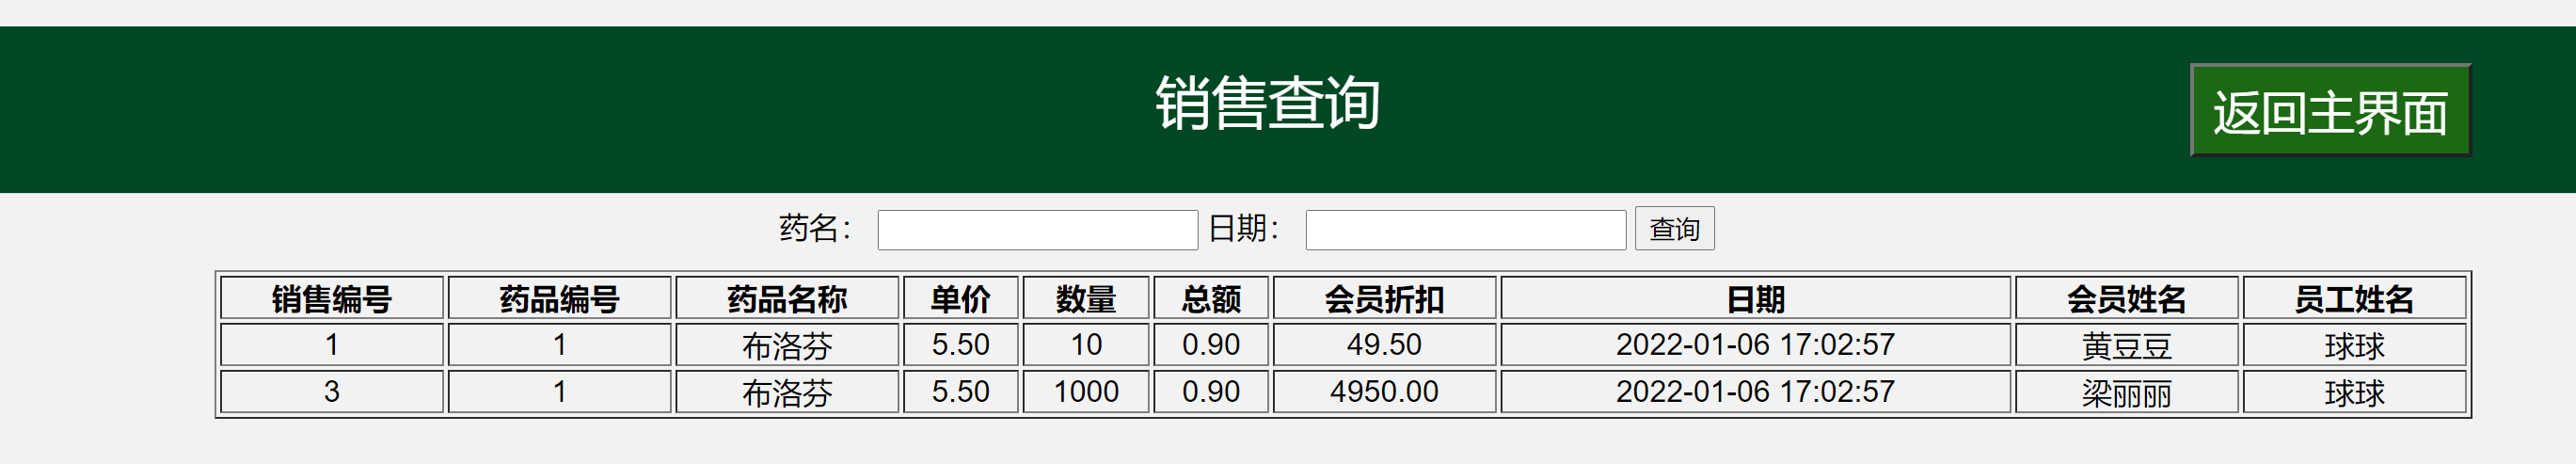 销售查询
返回主界面
药名： 日期： 查询
销售编号 药品编号 药品名称 单价 数量 总额 会员折扣 日期 会员姓名 员工姓名
1 1 布洛芬 5.50 10 0.90 49.50 2022-01-06 17:02:57 黄豆豆 球球
3 1 布洛芬 5.50 1000 0.90 4950.00 2022-01-06 17:02:57 梁丽丽 球球